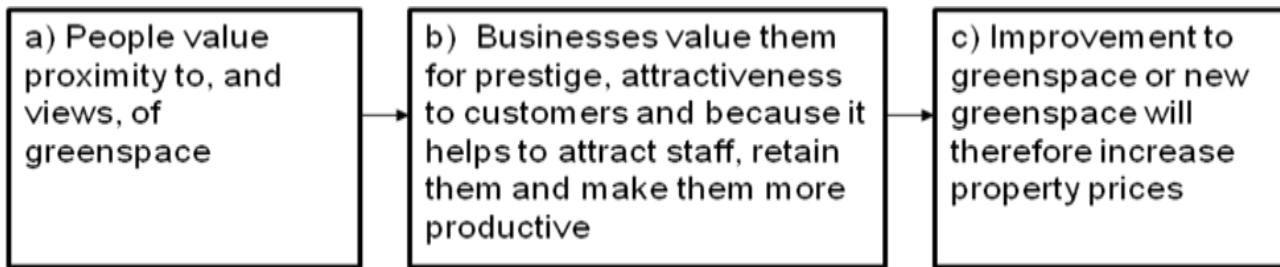 a) People value
proximity to, and
views, of
greenspace
b) Businesses value them
for prestige, attractiveness
to customers and because it
helps to attract staff, retain
them and make them more
productive
c) Improvement to
greenspace or new
greenspace will
therefore increase
property prices